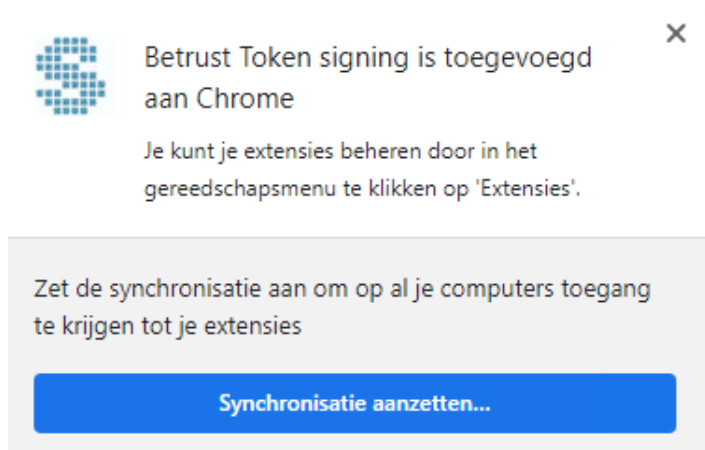 Betrust Token signing is toegevoegd
aan Chrome
Je kunt je extensies beheren door in het
gereedschapsmenu te klikken op 'Extensies'.
Zet de synchronisatie aan om op al je computers toegang
te krijgen tot je extensies
Synchronisatie aanzetten...